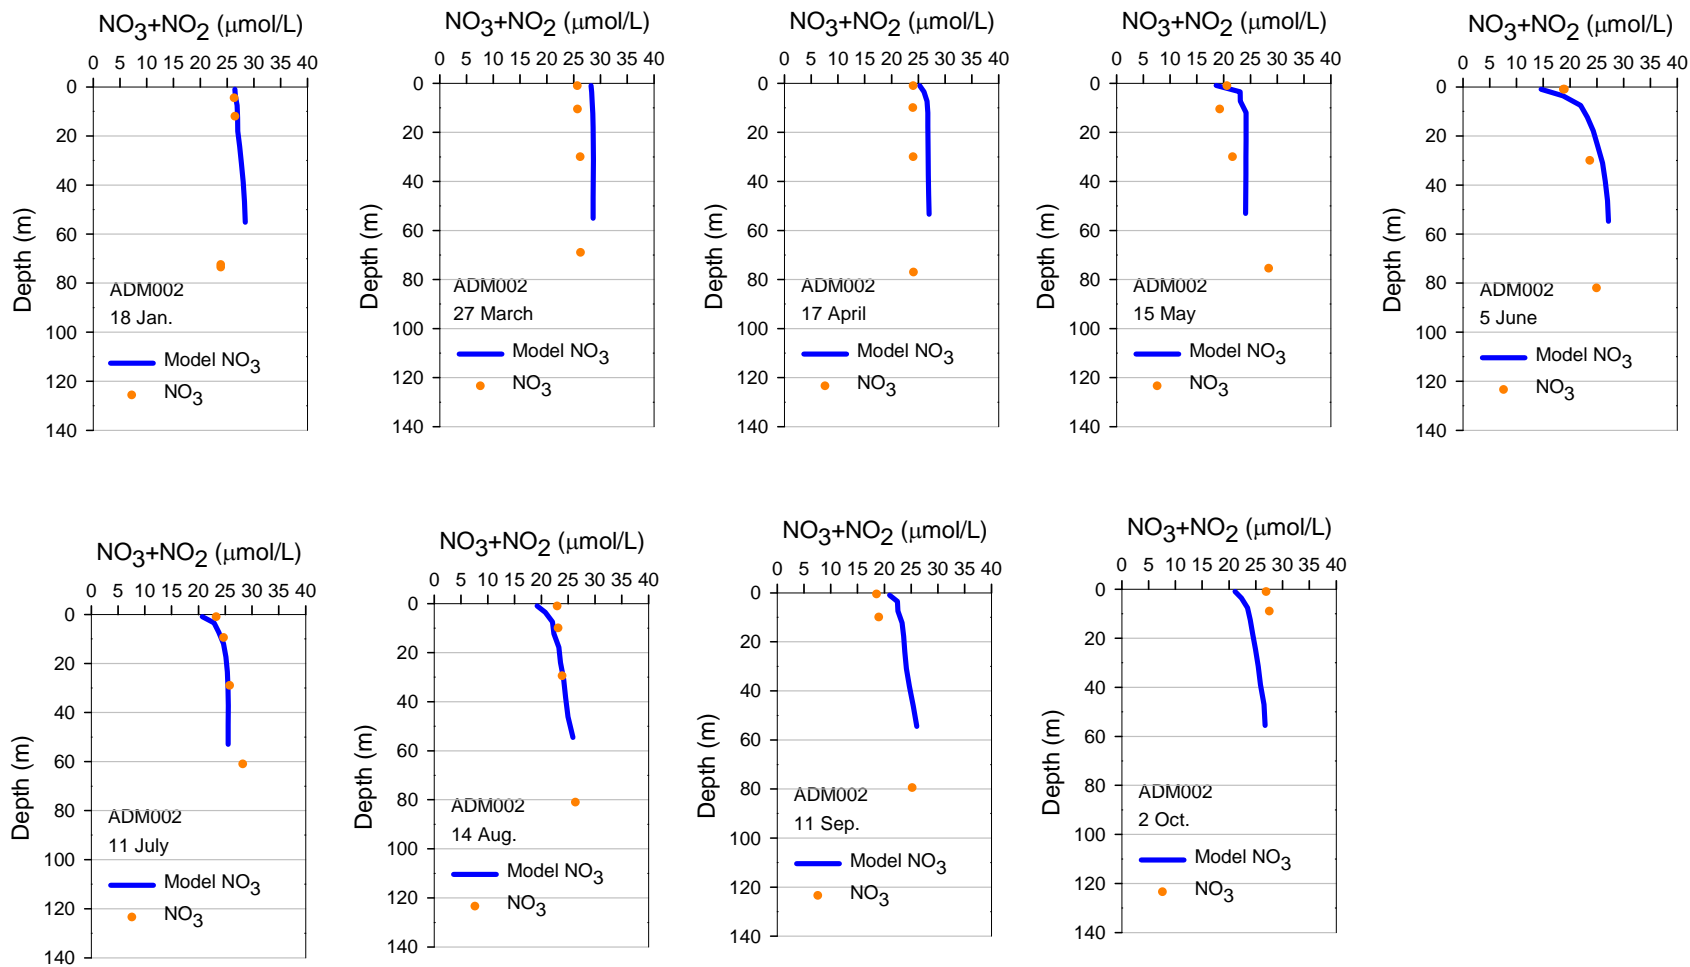 NO3+NO2 (μmol/L)
0 5 10 15 20 25 30 35 40
0
20
40
60
80
100
120
140
Depth (m)
ADM002
18 Jan.
Model NO3
NO3
NO3+NO2 (μmol/L)
0 5 10 15 20 25 30 35 40
0
20
40
60
80
100
120
140
Depth (m)
ADM002
27 March
Model NO3
NO3
NO3+NO2 (μmol/L)
0 5 10 15 20 25 30 35 40
0
20
40
60
80
100
120
140
Depth (m)
ADM002
17 April
Model NO3
NO3
NO3+NO2 (μmol/L)
0 5 10 15 20 25 30 35 40
0
20
40
60
80
100
120
140
Depth (m)
ADM002
15 May
Model NO3
NO3
NO3+NO2 (μmol/L)
0 5 10 15 20 25 30 35 40
0
20
40
60
80
100
120
140
Depth (m)
ADM002
5 June
Model NO3
NO3
NO3+NO2 (μmol/L)
0 5 10 15 20 25 30 35 40
0
20
40
60
80
100
120
140
Depth (m)
ADM002
11 July
Model NO3
NO3
NO3+NO2 (μmol/L)
0 5 10 15 20 25 30 35 40
0
20
40
60
80
100
120
140
Depth (m)
ADM002
14 Aug.
Model NO3
NO3
NO3+NO2 (μmol/L)
0 5 10 15 20 25 30 35 40
0
20
40
60
80
100
120
140
Depth (m)
ADM002
11 Sep.
Model NO3
NO3
NO3+NO2 (μmol/L)
0 5 10 15 20 25 30 35 40
0
20
40
60
80
100
120
140
Depth (m)
ADM002
2 Oct.
Model NO3
NO3